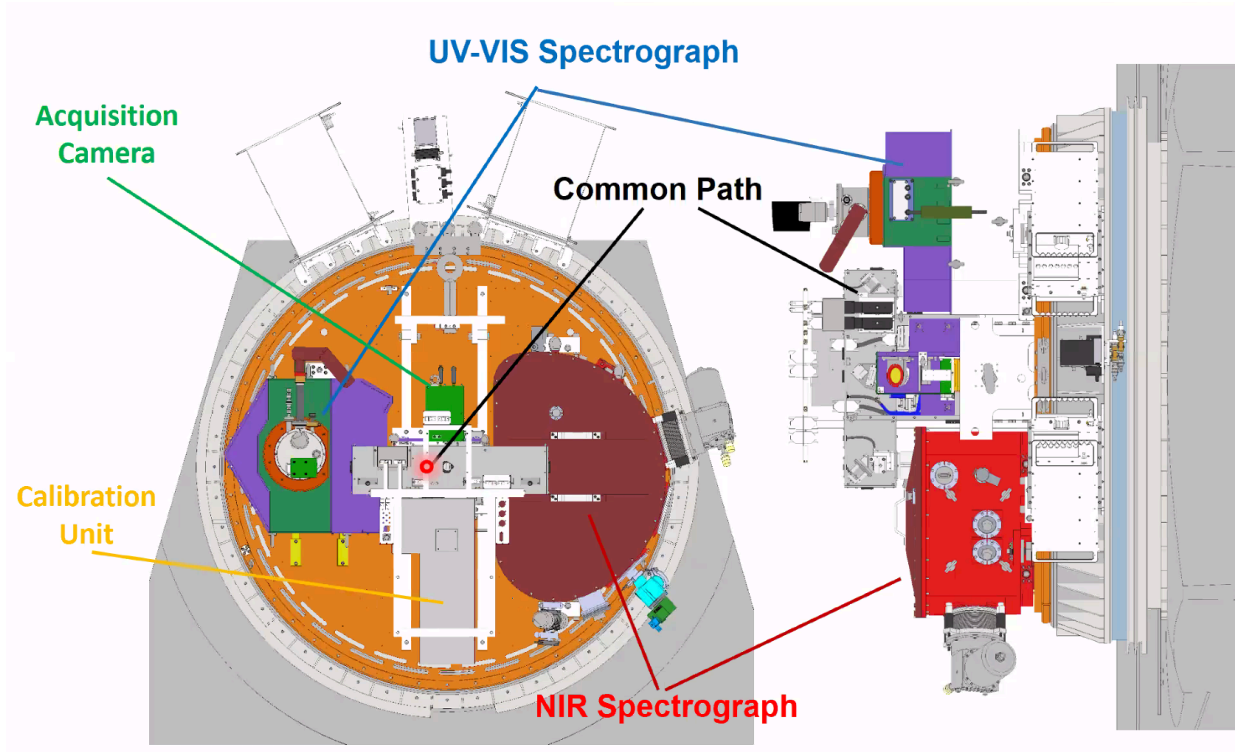 UV-VIS Spectrograph
Acquisition
Camera
Common Path
Calibration
Unit
NIR Spectrograph